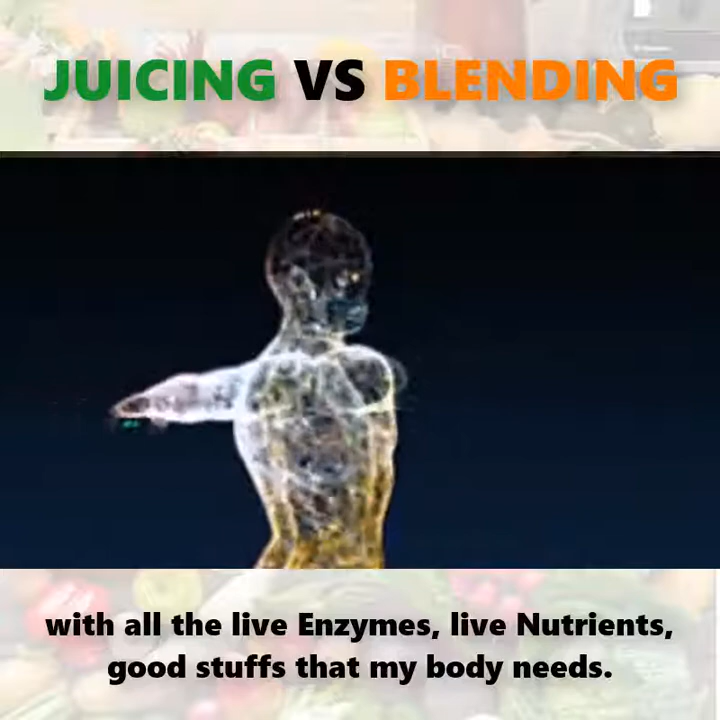 JUICING VS BLENDING
with all the live Enzymes, live Nutrients,
good stuffs that my body needs.